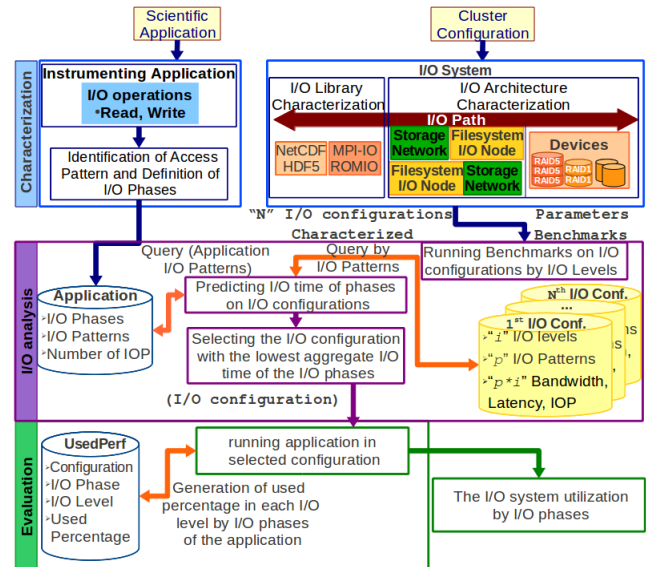 Scientific
Application
Cluster
Configuration
Characterization
Instrumenting Application
I/O operations
•Read, Write
Identification of Access
Pattern and Definition of
I/O Phases
I/O System
I/O Library
Characterization
I/O Architecture
Characterization
I/O Path
NetCDF
HDF5
MPI-IO
ROMIO
Storage
Network
Filesystem
I/O Node
Filesystem
I/O Node
Storage
Network
Devices
RAID5
RAID5
RAID5
RAID1
RAID1
"N" I/O configurations
Characterized
Parameters
Benchmarks
I/O analysis
Query (Application
I/O Patterns)
Query by
I/O Patterns
Running Benchmarks on I/O
configurations by I/O Levels
Application
I/O Phases
I/O Patterns
Number of IOP
Predicting I/O time of phases
on I/O configurations
Selecting the I/O configuration
with the lowest aggregate I/O
time of the I/O phases
Nth I/O Conf.
...
1st I/O Conf.
➢"i" I/O levels
➢"p" I/O Patterns
➢"p*i" Bandwidth,
Latency, IOP
(I/O configuration)
Evaluation
UsedPerf
➢Configuration
➢I/O Phase
➢I/O Level
➢Used
Percentage
running application in
selected configuration
Generation of used
percentage in each I/O
level by I/O phases
of the application
The I/O system utilization
by I/O phases